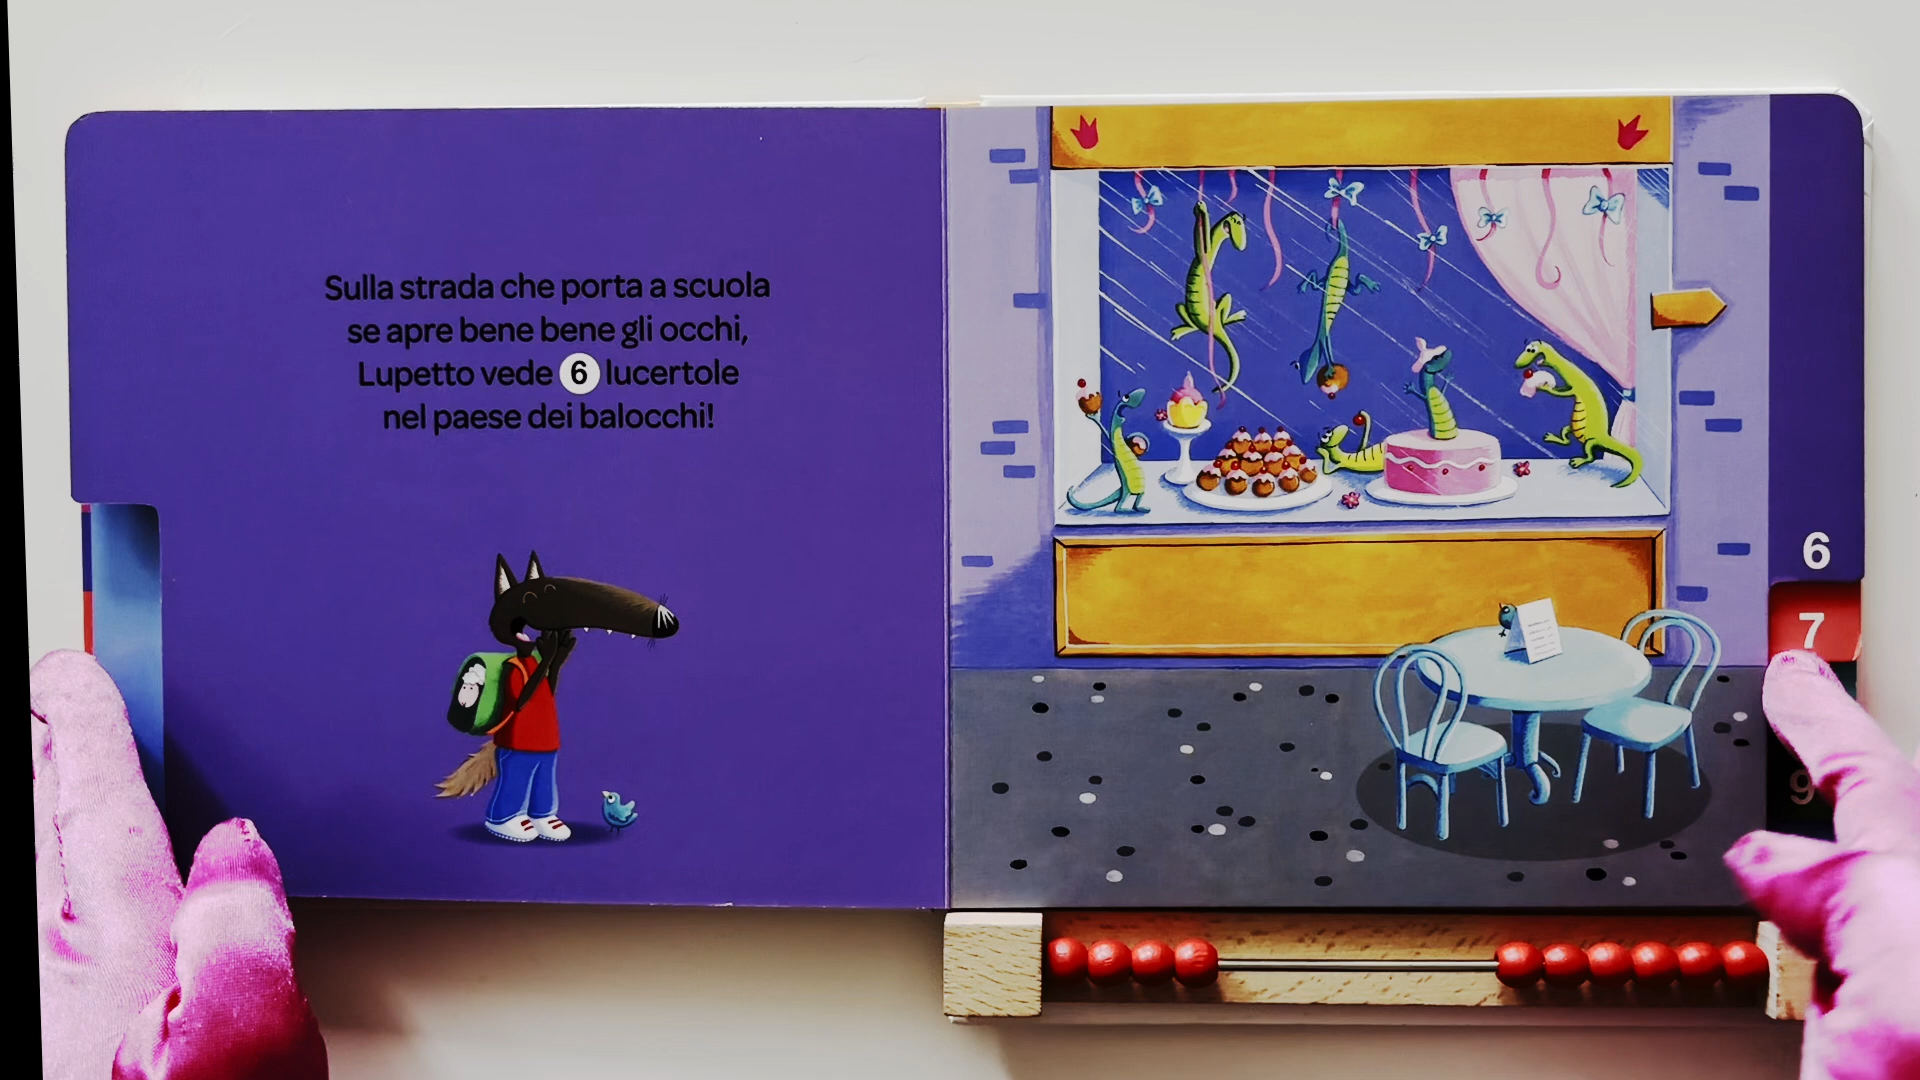 Sulla strada che porta a scuola
se apre bene bene gli occhi,
Lupetto vede 6 lucertole
nel paese dei balocchi!
6
7
9